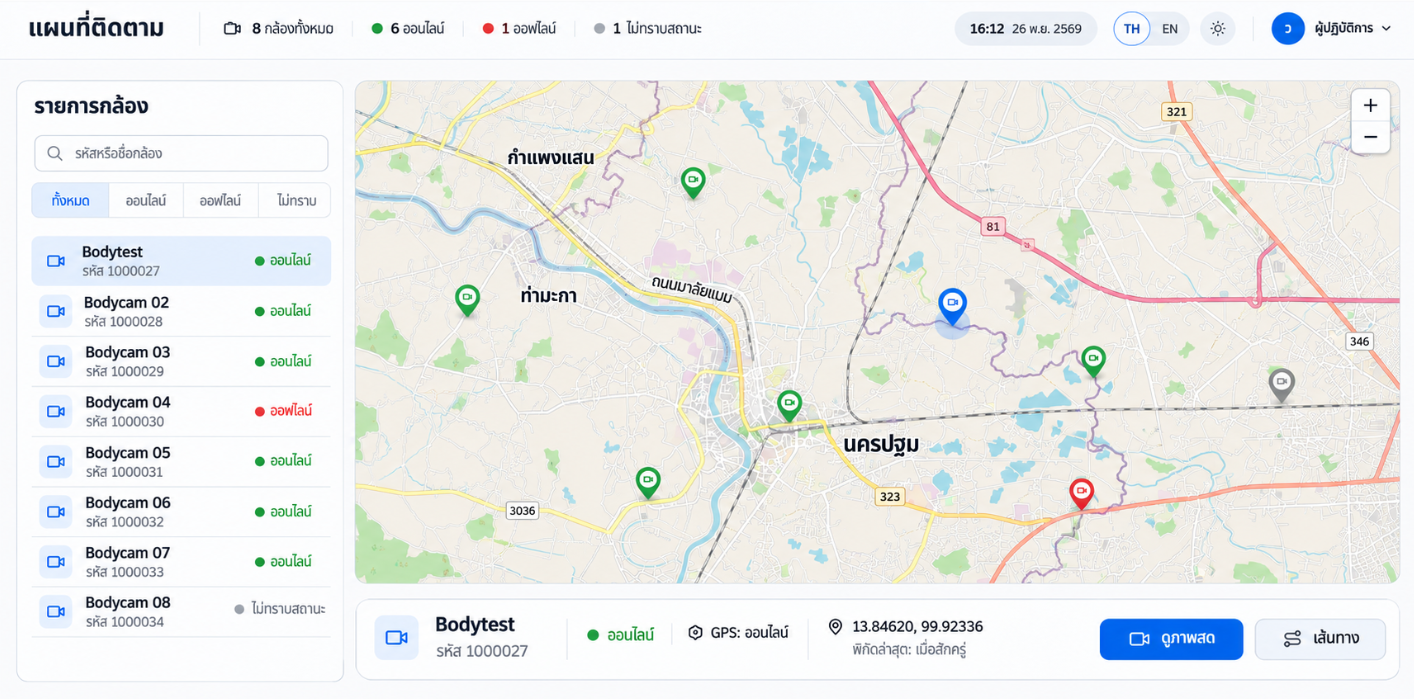 แผนที่ติดตาม
8 กล้องทั้งหมด
6 ออนไลน์
1 ออฟไลน์
1 ไม่ทราบสถานะ
16:12 26 พ.ย. 2569
TH EN
ว ผู้ปฏิบัติการ
รายการกล้อง
รหัสหรือชื่อกล้อง
ทั้งหมด ออนไลน์ ออฟไลน์ ไม่ทราบ
Bodytest
รหัส 1000027
ออนไลน์
Bodycam 02
รหัส 1000028
ออนไลน์
Bodycam 03
รหัส 1000029
ออนไลน์
Bodycam 04
รหัส 1000030
ออฟไลน์
Bodycam 05
รหัส 1000031
ออนไลน์
Bodycam 06
รหัส 1000032
ออนไลน์
Bodycam 07
รหัส 1000033
ออนไลน์
Bodycam 08
รหัส 1000034
ไม่ทราบสถานะ
321
+
−
กำแพงแสน
81
ท่ามะกา
ถนนมาลัยแมน
346
นครปฐม
323
3036
Bodytest
รหัส 1000027
ออนไลน์
GPS: ออนไลน์
13.84620, 99.92336
พิกัดล่าสุด: เมื่อสักครู่
ดูภาพสด
เส้นทาง